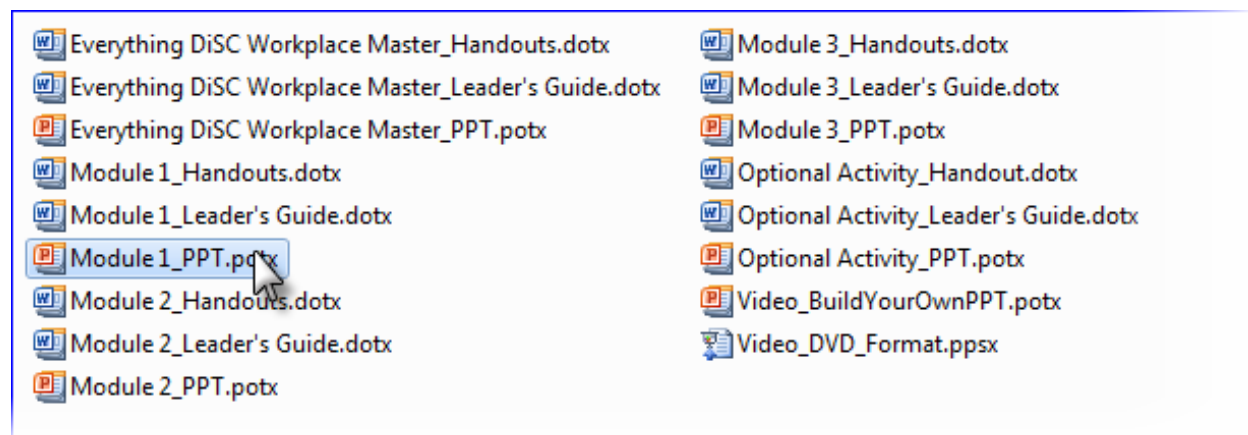 Everything DiSC Workplace Master_Handouts.dotx
Everything DiSC Workplace Master_Leader's Guide.dotx
Everything DiSC Workplace Master_PPT.potx
Module 1_Handouts.dotx
Module 1_Leader's Guide.dotx
Module 1_PPT.potx
Module 2_Handouts.dotx
Module 2_Leader's Guide.dotx
Module 2_PPT.potx
Module 3_Handouts.dotx
Module 3_Leader's Guide.dotx
Module 3_PPT.potx
Optional Activity_Handout.dotx
Optional Activity_Leader's Guide.dotx
Optional Activity_PPT.potx
Video_BuildYourOwnPPT.potx
Video_DVD_Format.ppsx